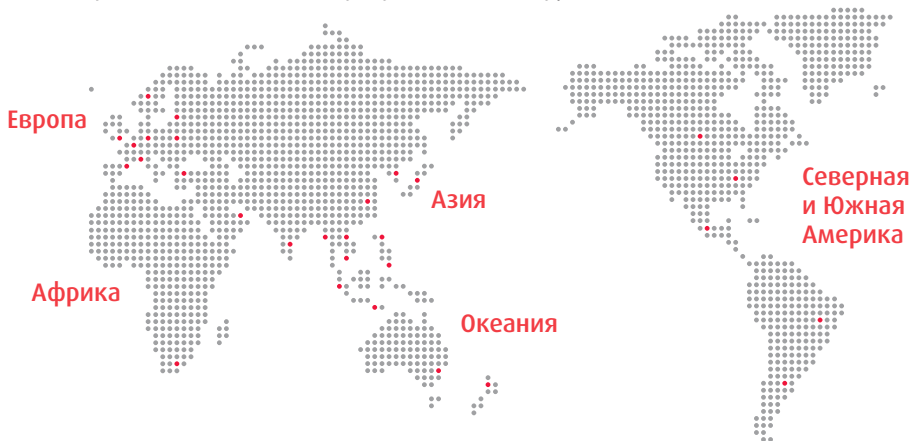 Европа
Азия
Африка
Океания
Северная
и Южная
Америка